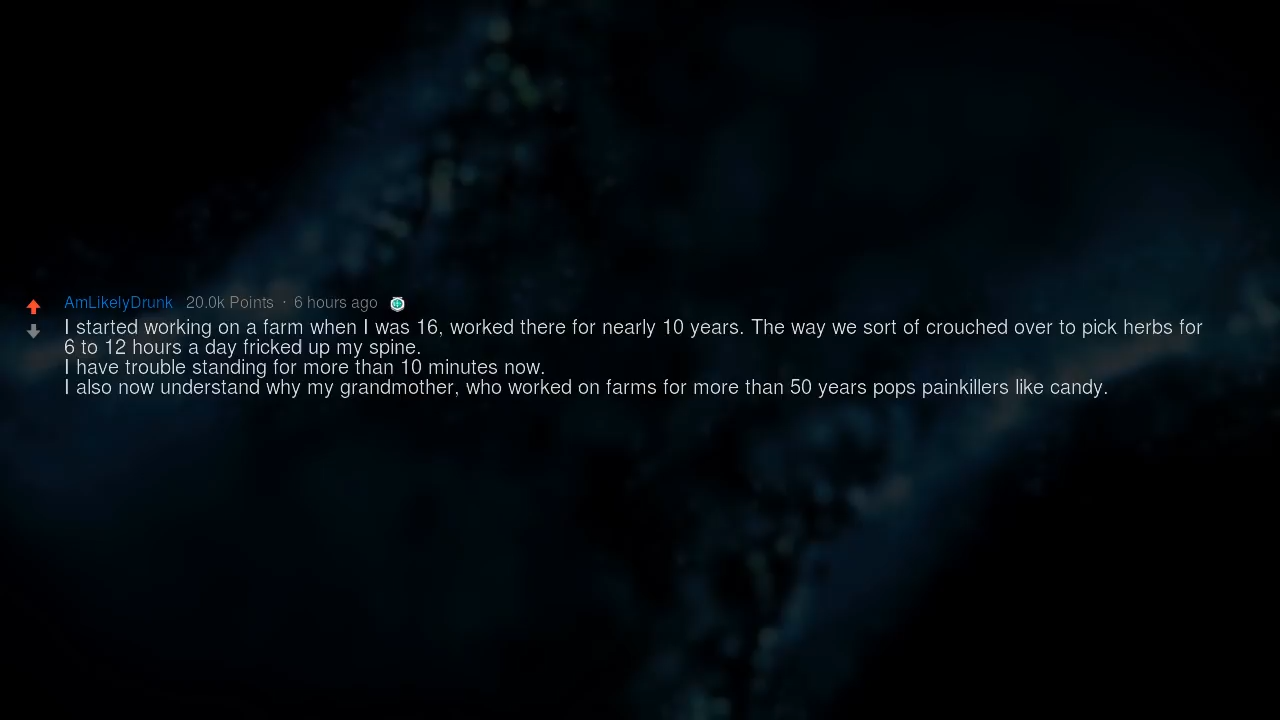 AmLikelyDrunk 20.0k Points · 6 hours ago
I started working on a farm when I was 16, worked there for nearly 10 years. The way we sort of crouched over to pick herbs for
6 to 12 hours a day fricked up my spine.
I have trouble standing for more than 10 minutes now.
I also now understand why my grandmother, who worked on farms for more than 50 years pops painkillers like candy.